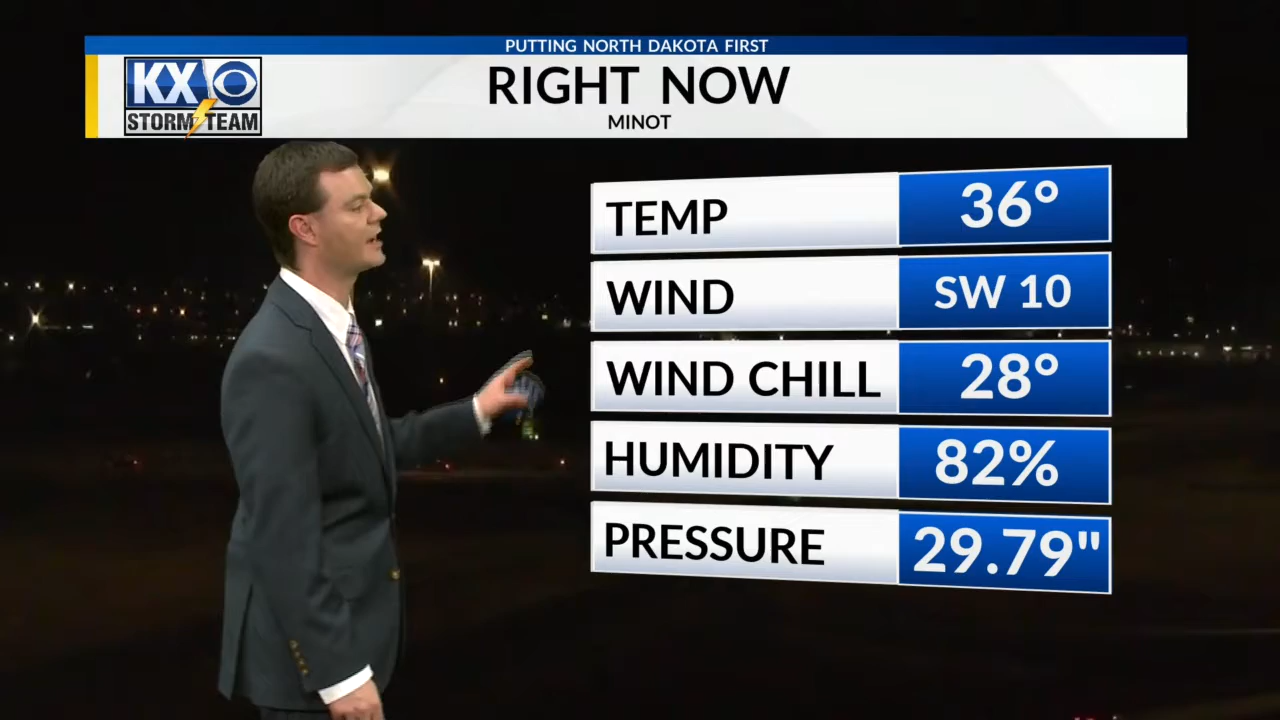 PUTTING NORTH DAKOTA FIRST
KX
STORM TEAM
RIGHT NOW
MINOT
TEMP 36°
WIND SW 10
WIND CHILL 28°
HUMIDITY 82%
PRESSURE 29.79"